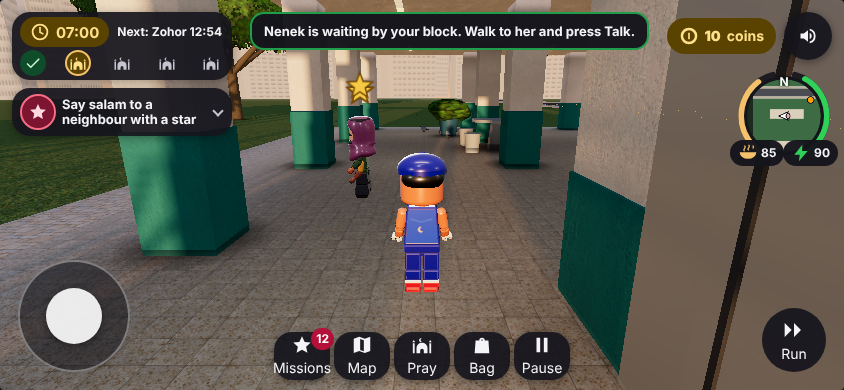 07:00
Next: Zohor 12:54
Nenek is waiting by your block. Walk to her and press Talk.
10 coins
Say salam to a
neighbour with a star
N
85
90
12
Missions
Map
Pray
Bag
Pause
Run